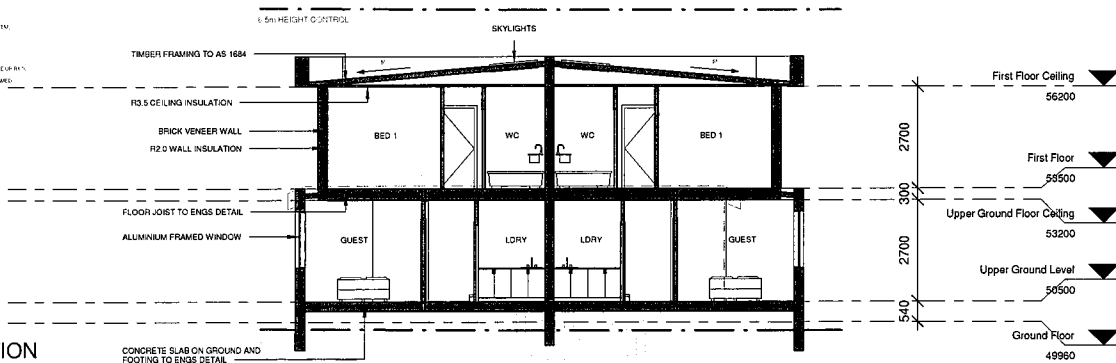 8.5m HEIGHT CONTROL
SKYLIGHTS
TIMBER FRAMING TO AS 1684
First Floor Ceiling
56200
R3.5 CEILING INSULATION
BRICK VENEER WALL
R2.0 WALL INSULATION
BED 1
WC
WC
BED 1
2700
First Floor
53500
300
FLOOR JOIST TO ENGS DETAIL
Upper Ground Floor Ceiling
53200
ALUMINIUM FRAMED WINDOW
GUEST
LDRY
LDRY
GUEST
2700
Upper Ground Level
50500
540
Ground Floor
49960
CONCRETE SLAB ON GROUND AND
FOOTING TO ENGS DETAIL
ION